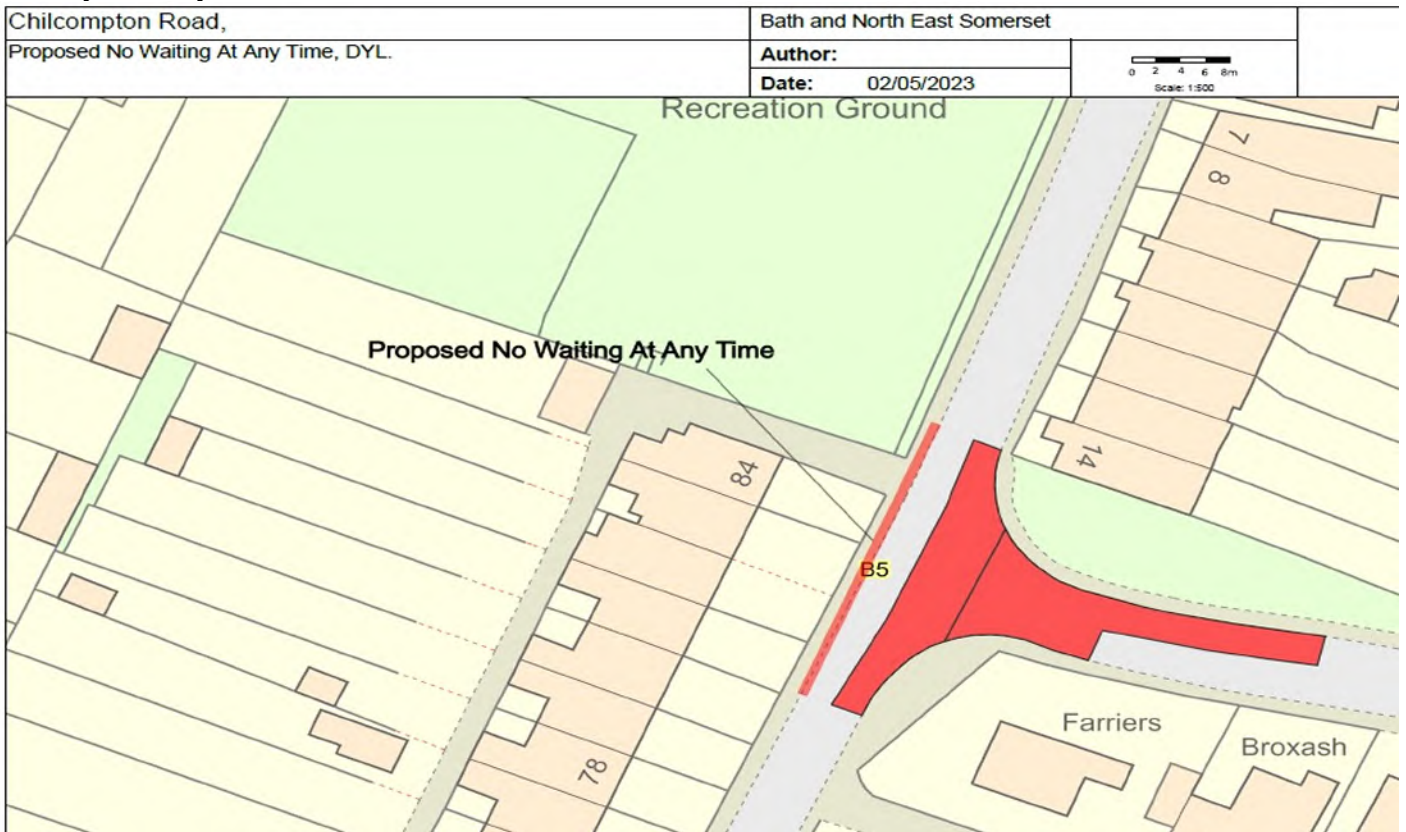 Chilcompton Road,
Bath and North East Somerset
Proposed No Waiting At Any Time, DYL.
Author:
Date: 02/05/2023
0 2 4 6 8m
Scale: 1:500
Recreation Ground
7
8
Proposed No Waiting At Any Time
14
84
B5
78
Farriers
Broxash